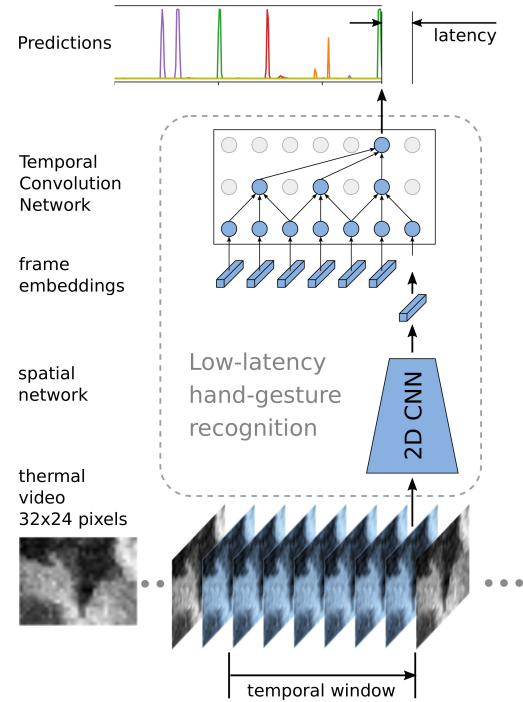 Predictions
latency
Temporal
Convolution
Network
frame
embeddings
spatial
network
Low-latency
hand-gesture
recognition
2D CNN
thermal
video
32x24 pixels
temporal window